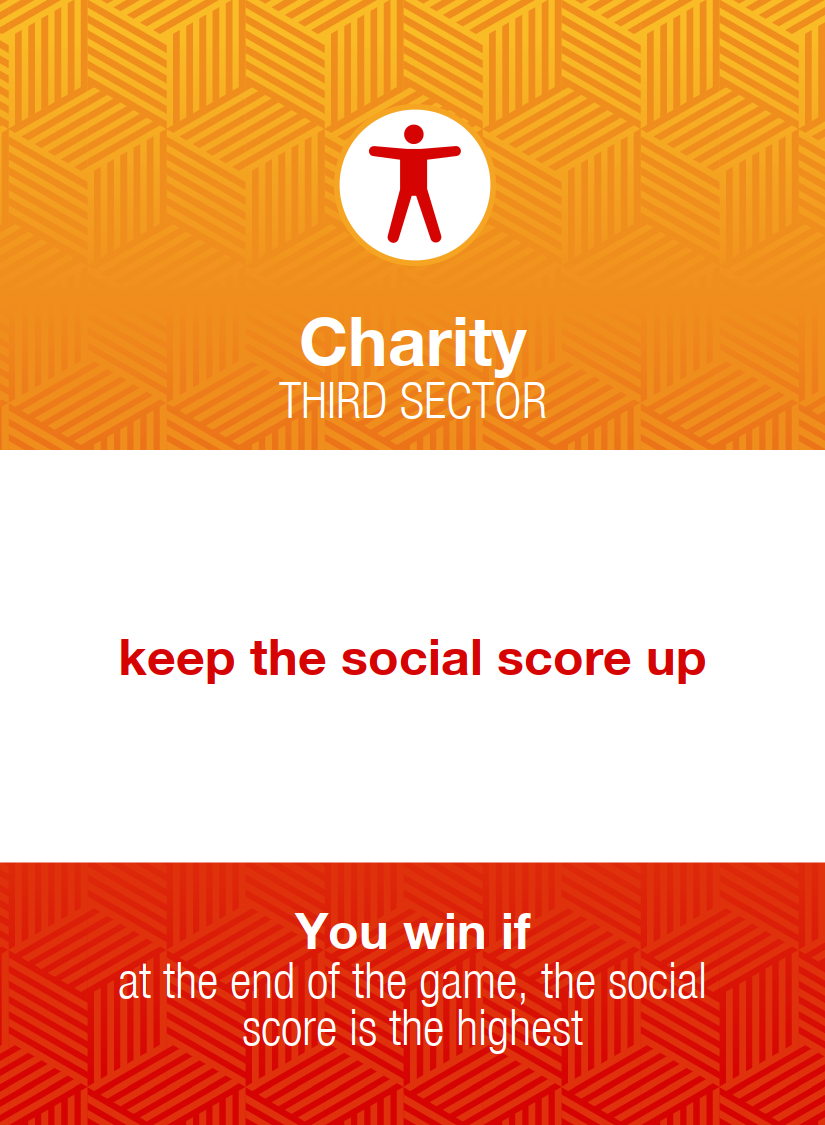 Charity
THIRD SECTOR
keep the social score up
You win if
at the end of the game, the social
score is the highest